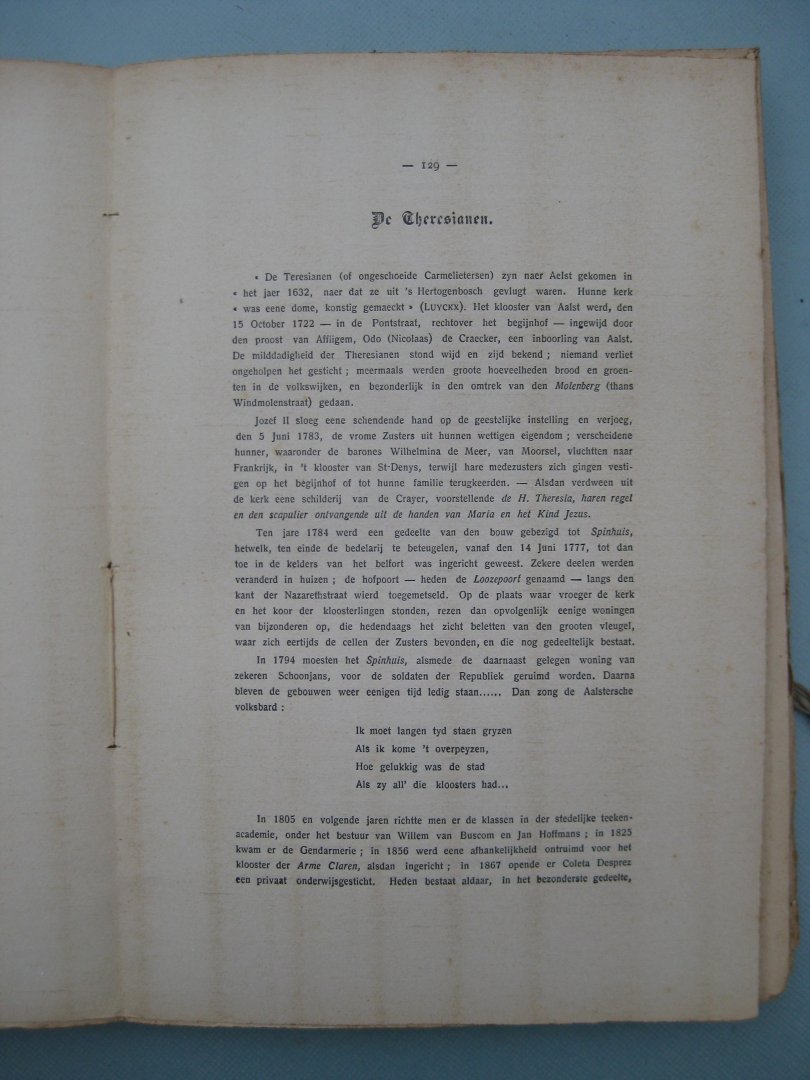 — 129 —
De Theresianen.
« De Teresianen (of ongeschoeide Carmelietersen) zyn naer Aelst gekomen in
« het jaer 1632, naer dat ze uit 's Hertogenbosch gevlugt waren. Hunne kerk
« was eene dome, konstig gemaeckt » (LUYCKX). Het klooster van Aalst werd, den
15 October 1722 — in de Pontstraat, rechtover het begijnhof — ingewijd door
den proost van Affligem, Odo (Nicolaas) de Craecker, een inboorling van Aalst.
De milddadigheid der Theresianen stond wijd en zijd bekend ; niemand verliet
ongeholpen het gesticht ; meermaals werden groote hoeveelheden brood en groen-
ten in de volkswijken, en bezonderlijk in den omtrek van den Molenberg (thans
Windmolenstraat) gedaan.
Jozef II sloeg eene schendende hand op de geestelijke instelling en verjoeg,
den 5 Juni 1783, de vrome Zusters uit hunnen wettigen eigendom ; verscheidene
hunner, waaronder de barones Wilhelmina de Meer, van Moorsel, vluchtten naar
Frankrijk, in 't klooster van St-Denys, terwijl hare medezusters zich gingen vesti-
gen op het begijnhof of tot hunne familie terugkeerden. — Alsdan verdween uit
de kerk eene schilderij van de Crayer, voorstellende de H. Theresia, haren regel
en den scapulier ontvangende uit de handen van Maria en het Kind Jezus.
Ten jare 1784 werd een gedeelte van den bouw gebezigd tot Spinhuis,
hetwelk, ten einde de bedelarij te beteugelen, vanaf den 14 Juni 1777, tot dan
toe in de kelders van het belfort was ingericht geweest. Zekere deelen werden
veranderd in huizen ; de hofpoort — heden de Loozepoort genaamd — langs den
kant der Nazarethstraat wierd toegemetseld. Op de plaats waar vroeger de kerk
en het koor der kloosterlingen stonden, rezen dan opvolgenlijk eenige woningen
van bijzonderen op, die hedendaags het zicht beletten van den grooten vleugel,
waar zich eertijds de cellen der Zusters bevonden, en die nog gedeeltelijk bestaat.
In 1794 moesten het Spinhuis, alsmede de daarnaast gelegen woning van
zekeren Schoonjans, voor de soldaten der Republiek geruimd worden. Daarna
bleven de gebouwen weer eenigen tijd ledig staan...... Dan zong de Aalstersche
volksbard :
Ik moet langen tyd staen gryzen
Als ik kome 't overpeyzen,
Hoe gelukkig was de stad
Als zy all' die kloosters had...
In 1805 en volgende jaren richtte men er de klassen in der stedelijke teeken-
academie, onder het bestuur van Willem van Buscom en Jan Hoffmans ; in 1825
kwam er de Gendarmerie ; in 1856 werd eene afhankelijkheid ontruimd voor het
klooster der Arme Claren, alsdan ingericht ; in 1867 opende er Coleta Desprez
een privaat onderwijsgesticht. Heden bestaat aldaar, in het bezonderste gedeelte,